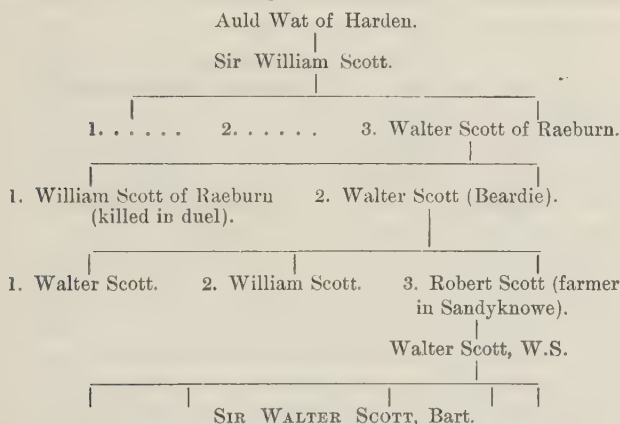 Auld Wat of Harden.
Sir William Scott.
1. . . . . . . 2. . . . . . . 3. Walter Scott of Raeburn.
1. William Scott of Raeburn 2. Walter Scott (Beardie).
(killed in duel).
1. Walter Scott. 2. William Scott. 3. Robert Scott (farmer
in Sandyknowe).
Walter Scott, W.S.
SIR WALTER SCOTT, Bart.